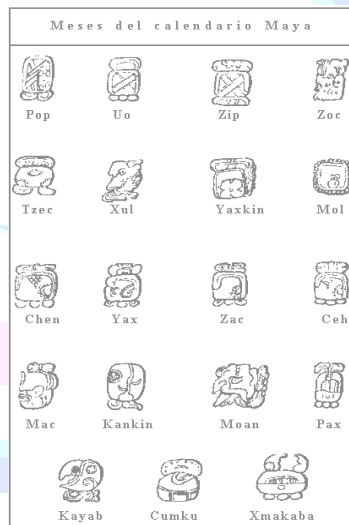 Meses del calendario Maya
Pop Uo Zip Zoc
Tzec Xul Yaxkin Mol
Chen Yax Zac Ceh
Mac Kankin Moan Pax
Kayab Cumku Xmakaba